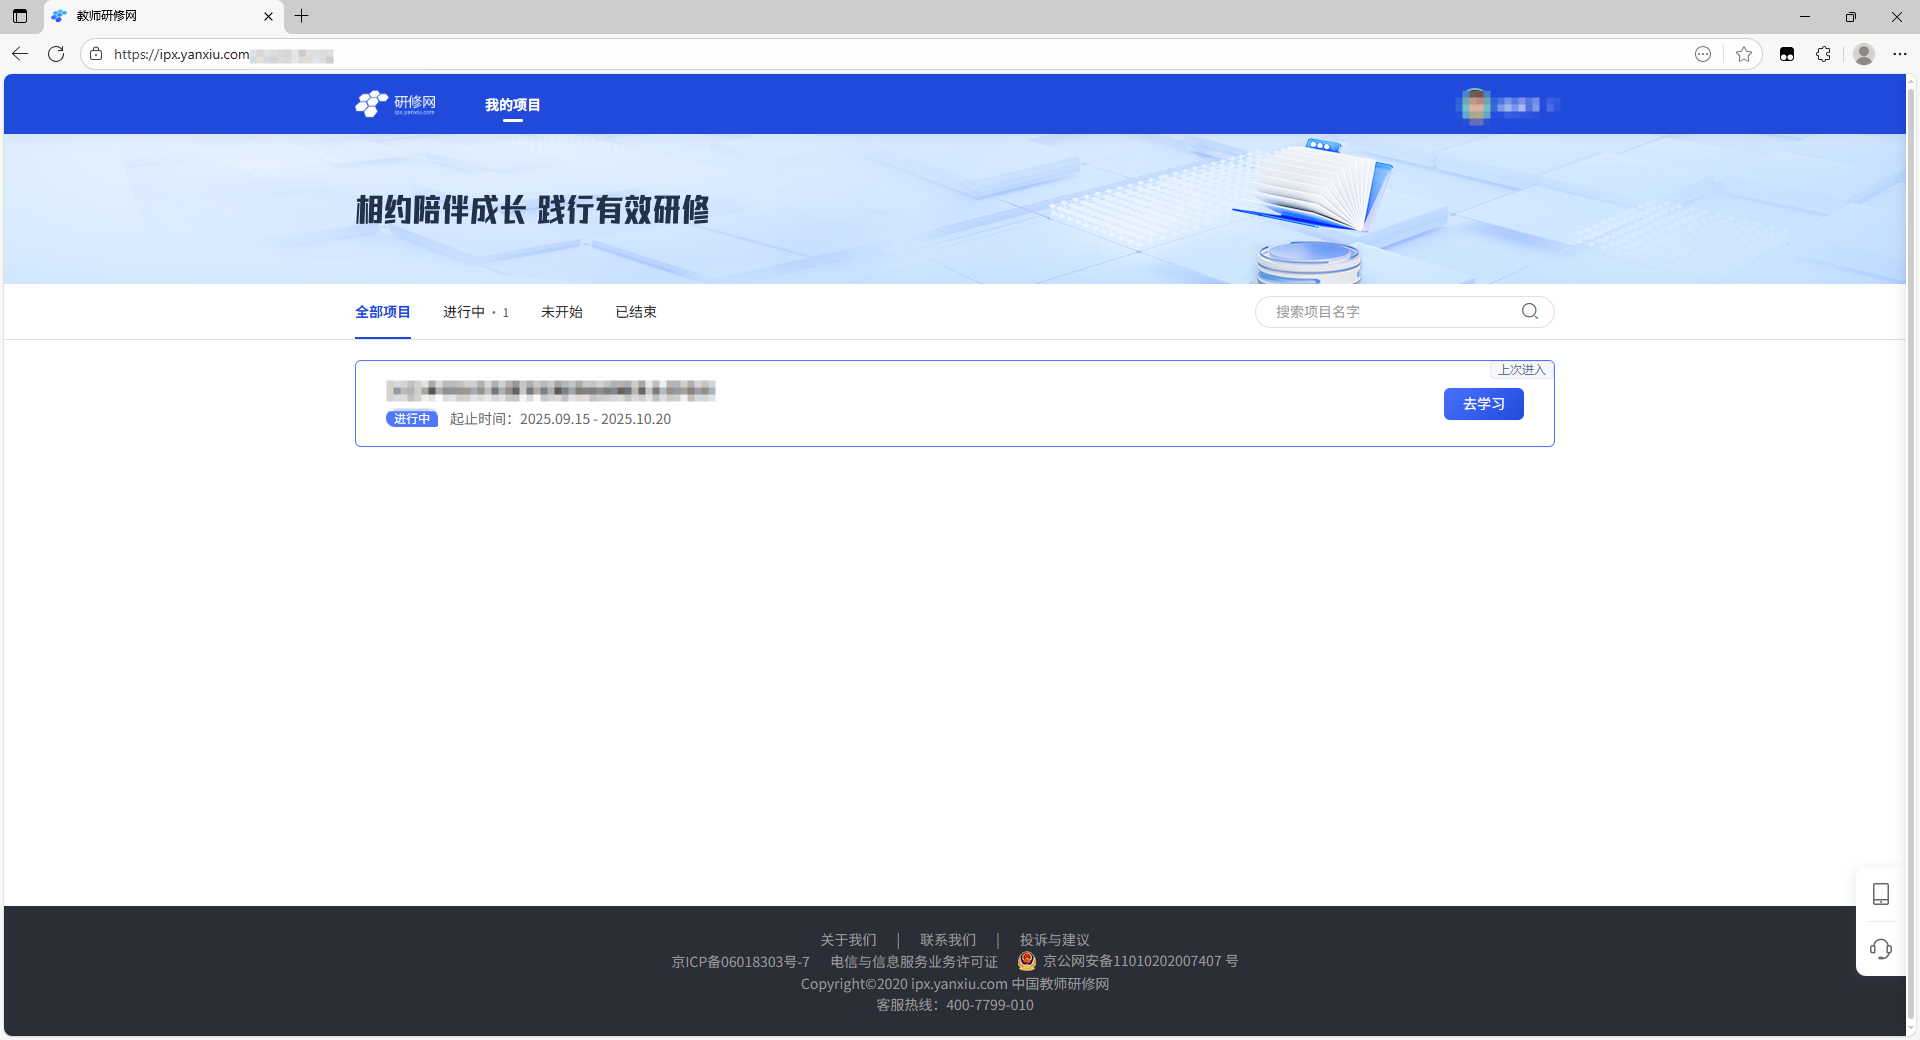 教师研修网
https://ipx.yanxiu.com
研修网
ipx.yanxiu.com
我的项目
相约陪伴成长 践行有效研修
全部项目 进行中 · 1 未开始 已结束 搜索项目名字
上次进入
进行中 起止时间：2025.09.15 - 2025.10.20 去学习
关于我们 | 联系我们 | 投诉与建议
京ICP备06018303号-7 电信与信息服务业务许可证 京公网安备11010202007407 号
Copyright©2020 ipx.yanxiu.com 中国教师研修网
客服热线：400-7799-010